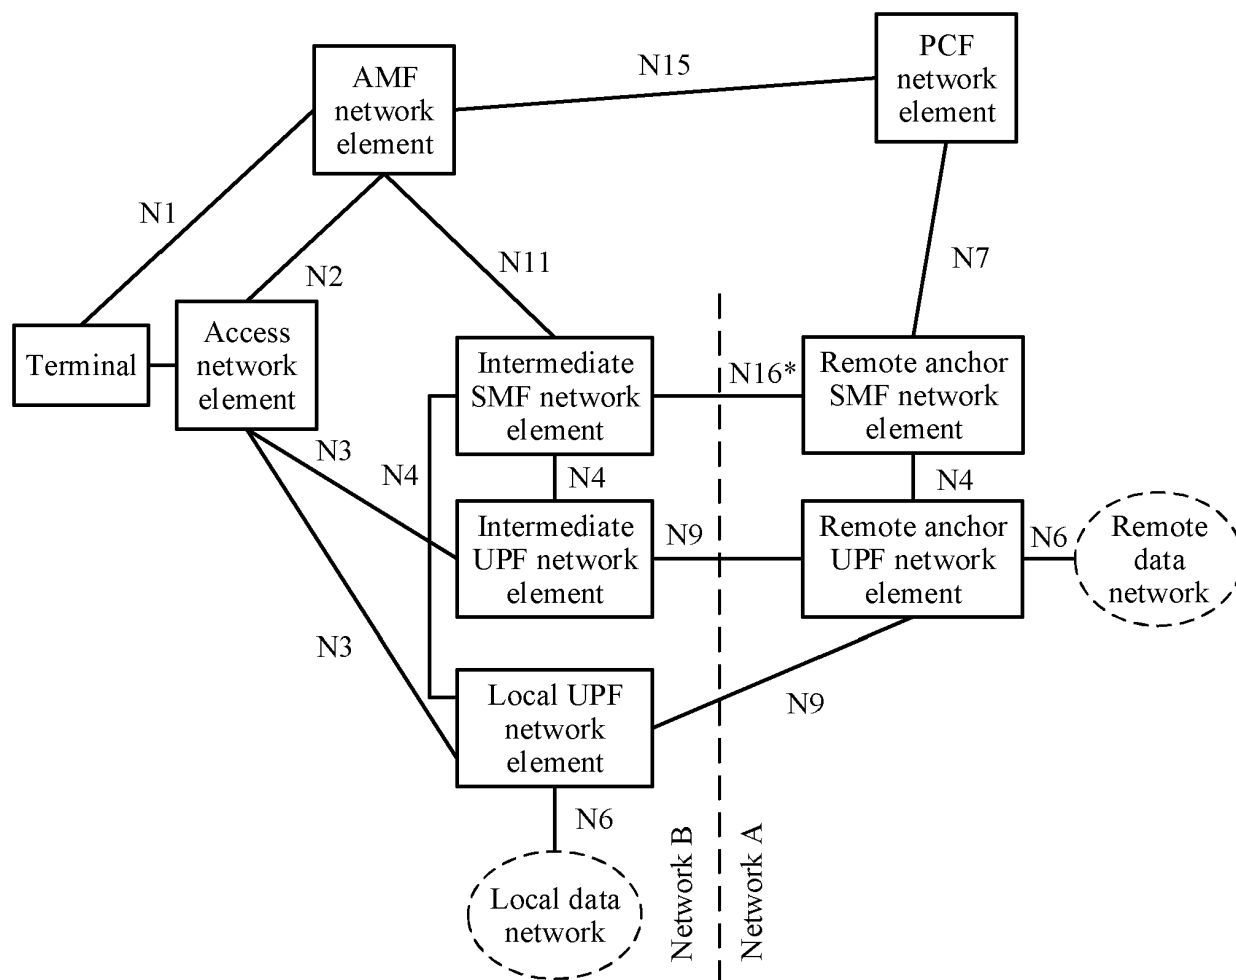 PCF
network
element
N15
AMF
network
element
N1
N2
N11
N7
Terminal
Access
network
element
Intermediate
SMF network
element
N16*
Remote anchor
SMF network
element
N3
N4
N4
N4
Intermediate
UPF network
element
N9
Remote anchor
UPF network
element
N6
Remote
data
network
N3
Local UPF
network
element
N9
N6
Local data
network
Network B
Network A